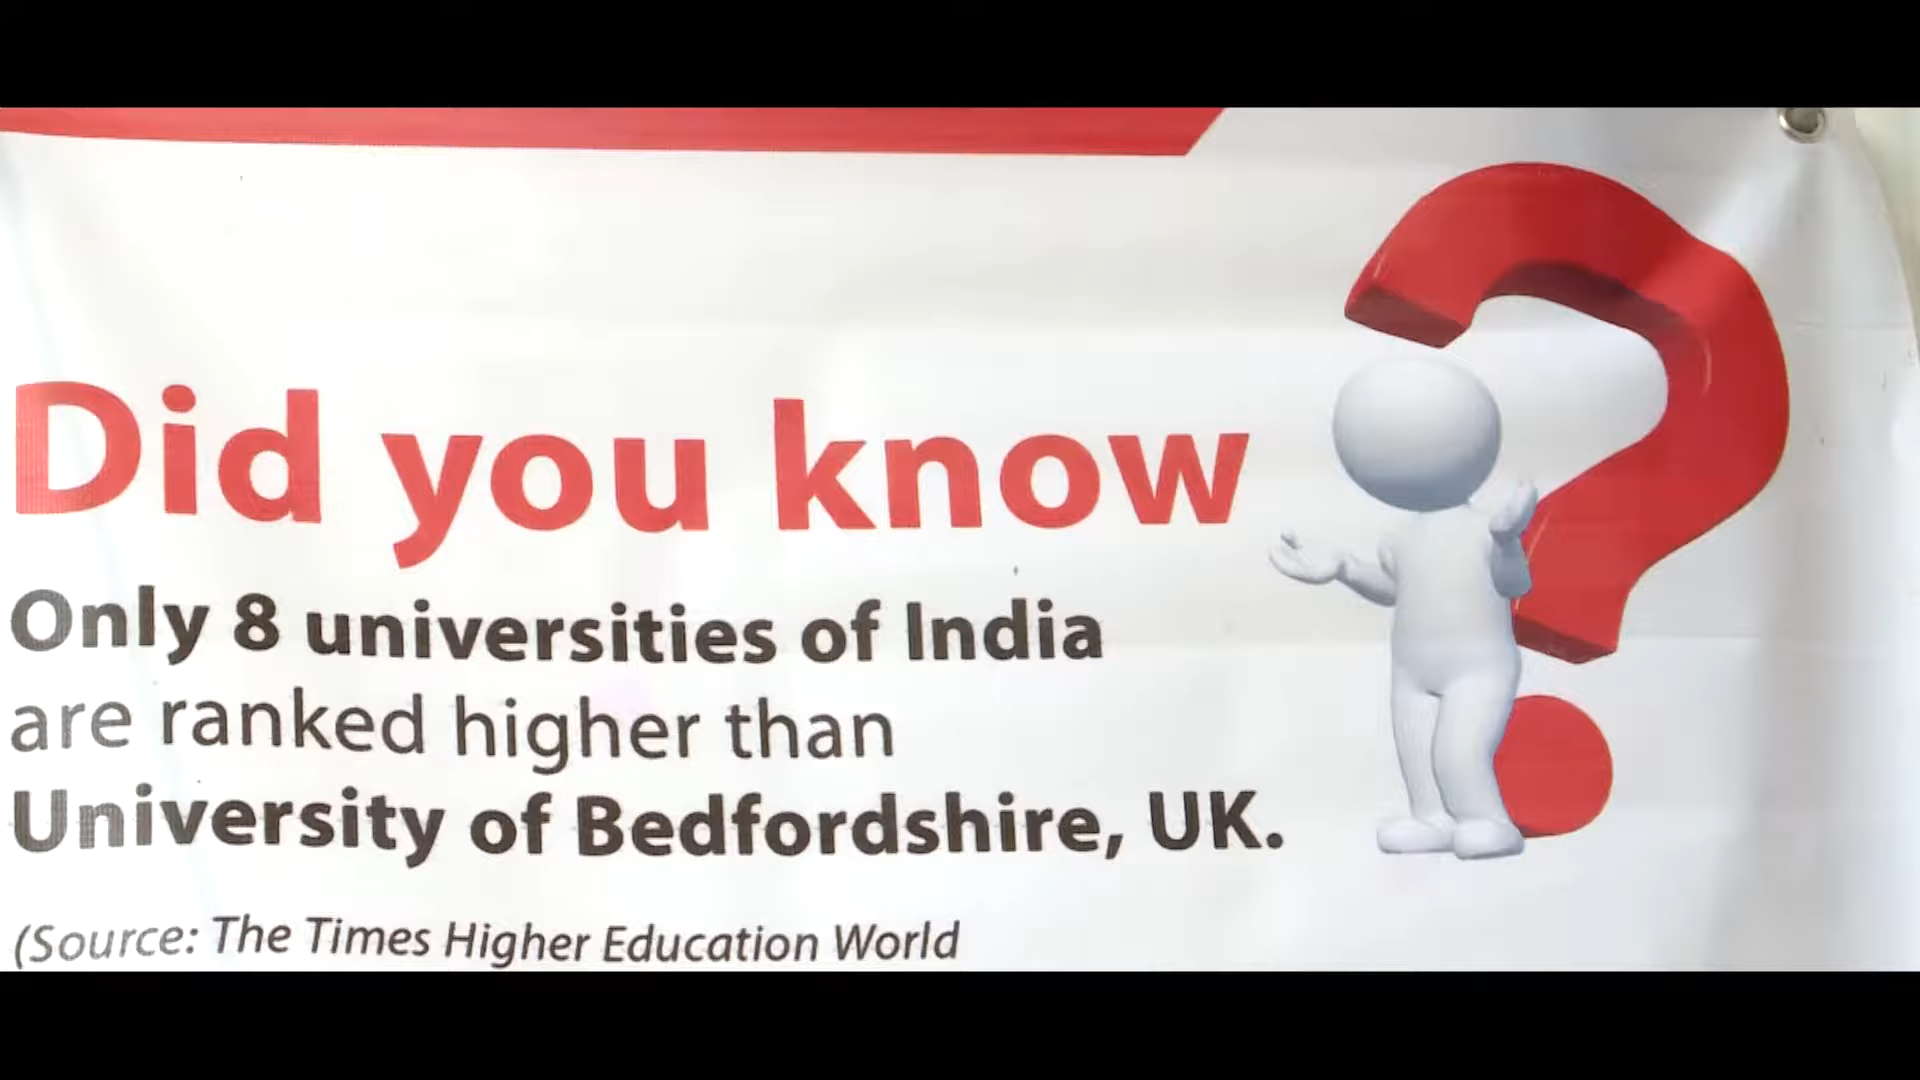 Did you know
Only 8 universities of India
are ranked higher than
University of Bedfordshire, UK.
(Source: The Times Higher Education World